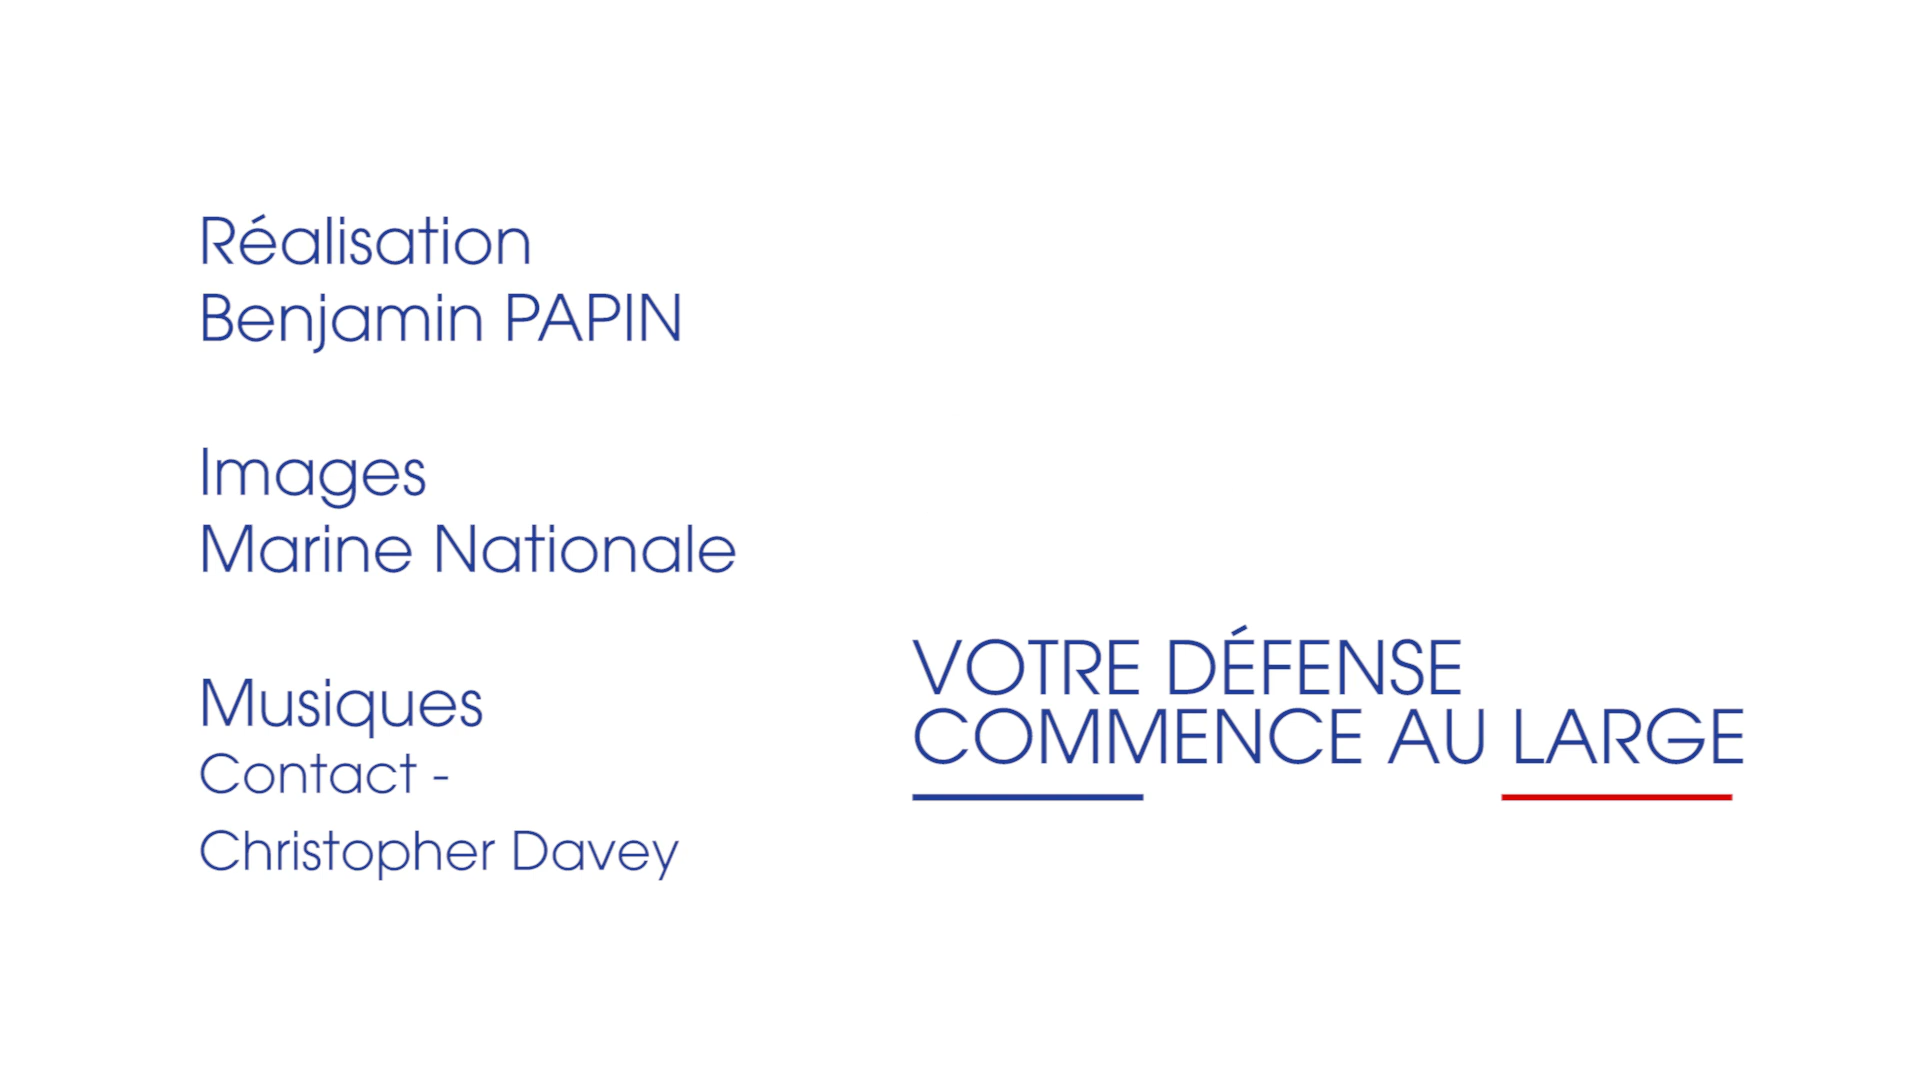 Réalisation
Benjamin PAPIN
Images
Marine Nationale
Musiques
Contact -
Christopher Davey
VOTRE DÉFENSE
COMMENCE AU LARGE